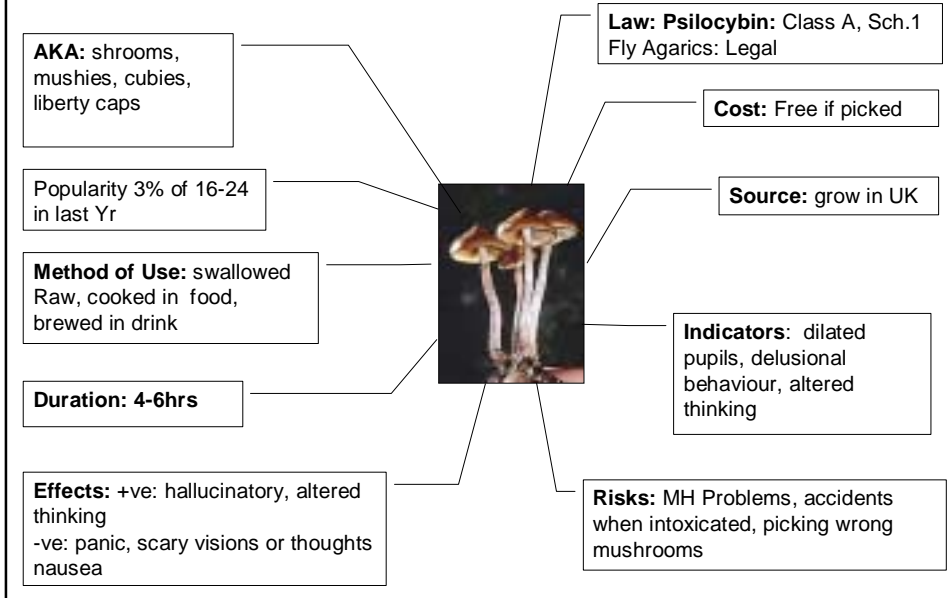 AKA: shrooms,
mushies, cubies,
liberty caps
Popularity 3% of 16-24
in last Yr
Method of Use: swallowed
Raw, cooked in food,
brewed in drink
Duration: 4-6hrs
Effects: +ve: hallucinatory, altered
thinking
-ve: panic, scary visions or thoughts
nausea
Law: Psilocybin: Class A, Sch.1
Fly Agarics: Legal
Cost: Free if picked
Source: grow in UK
Indicators: dilated
pupils, delusional
behaviour, altered
thinking
Risks: MH Problems, accidents
when intoxicated, picking wrong
mushrooms